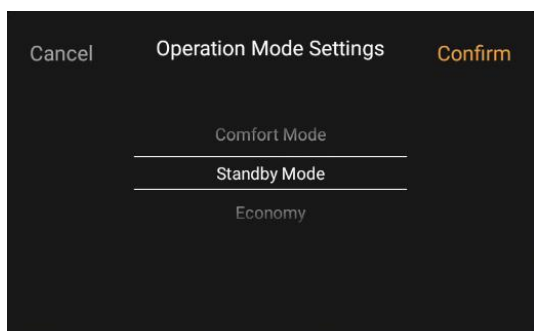 Cancel Operation Mode Settings Confirm
Comfort Mode
Standby Mode
Economy